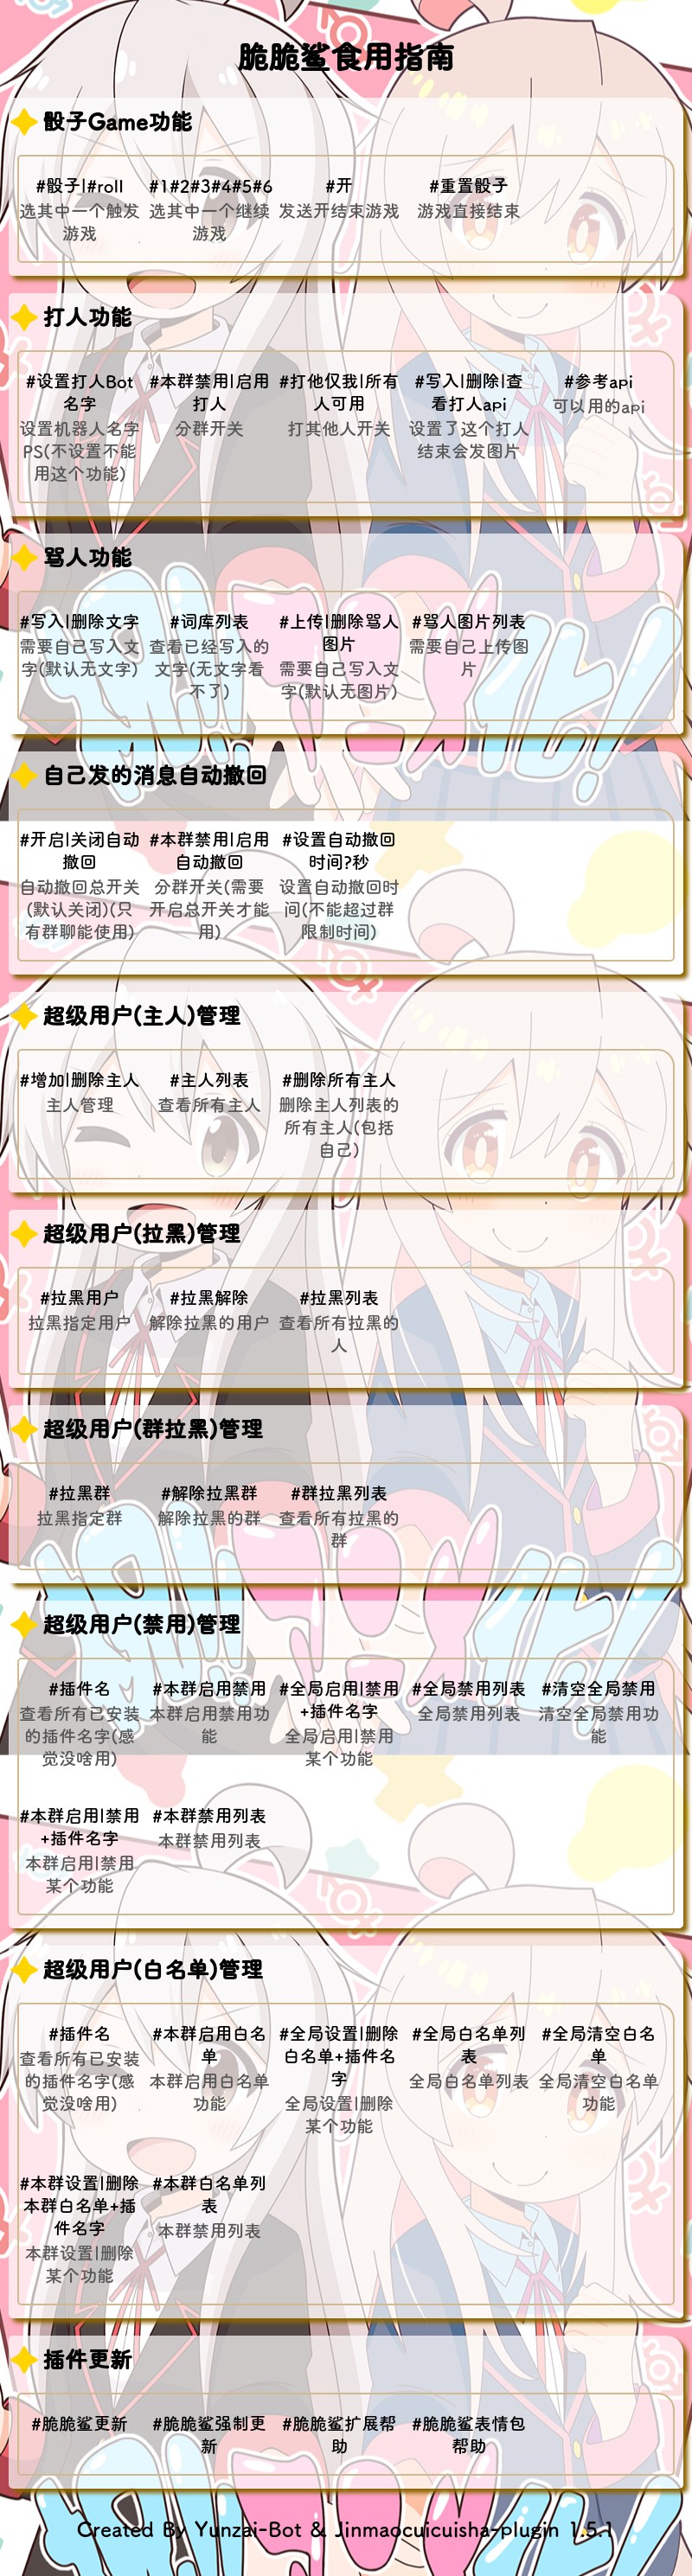 脆脆鲨食用指南
骰子Game功能
#骰子|#roll
选其中一个触发
游戏
#1#2#3#4#5#6
选其中一个继续
游戏
#开
发送开结束游戏
#重置骰子
游戏直接结束
打人功能
#设置打人Bot
名字
设置机器人名字
PS(不设置不能
用这个功能)
#本群禁用|启用
打人
分群开关
#打他仅我|所有
人可用
打其他人开关
#写入|删除|查
看打人api
设置了这个打人
结束会发图片
#参考api
可以用的api
骂人功能
#写入|删除文字
需要自己写入文
字(默认无文字)
#词库列表
查看已经写入的
文字(无文字看
不了)
#上传|删除骂人
图片
需要自己写入文
字(默认无图片)
#骂人图片列表
需要自己上传图
片
自己发的消息自动撤回
#开启|关闭自动
撤回
自动撤回总开关
(默认关闭)(只
有群聊能使用)
#本群禁用|启用
自动撤回
分群开关(需要
开启总开关才能
用)
#设置自动撤回
时间?秒
设置自动撤回时
间(不能超过群
限制时间)
超级用户(主人)管理
#增加|删除主人
主人管理
#主人列表
查看所有主人
#删除所有主人
删除主人列表的
所有主人(包括
自己)
超级用户(拉黑)管理
#拉黑用户
拉黑指定用户
#拉黑解除
解除拉黑的用户
#拉黑列表
查看所有拉黑的
人
超级用户(群拉黑)管理
#拉黑群
拉黑指定群
#解除拉黑群
解除拉黑的群
#群拉黑列表
查看所有拉黑的
群
超级用户(禁用)管理
#插件名
查看所有已安装
的插件名字(感
觉没啥用)
#本群启用禁用
本群启用禁用功
能
#全局启用|禁用
+插件名字
全局启用|禁用
某个功能
#全局禁用列表
全局禁用列表
#清空全局禁用
清空全局禁用功
能
#本群启用|禁用
+插件名字
本群启用|禁用
某个功能
#本群禁用列表
本群禁用列表
超级用户(白名单)管理
#插件名
查看所有已安装
的插件名字(感
觉没啥用)
#本群启用白名
单
本群启用白名单
功能
#全局设置|删除
白名单+插件名
字
全局设置|删除
某个功能
#全局白名单列
表
全局白名单列表
#全局清空白名
单
全局清空白名单
功能
#本群设置|删除
本群白名单+插
件名字
本群设置|删除
某个功能
#本群白名单列
表
本群禁用列表
插件更新
#脆脆鲨更新
#脆脆鲨强制更
新
#脆脆鲨扩展帮
助
#脆脆鲨表情包
帮助
Created By Yunzai-Bot & Jinmaocuicuisha-plugin 1.5.1